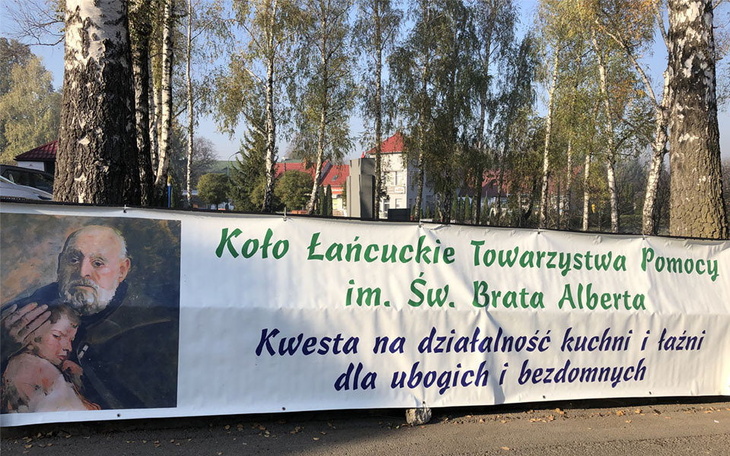 Koło Łańcuckie Towarzystwa Pomocy
im. Św. Brata Alberta
Kwesta na działalność kuchni i łaźni
dla ubogich i bezdomnych